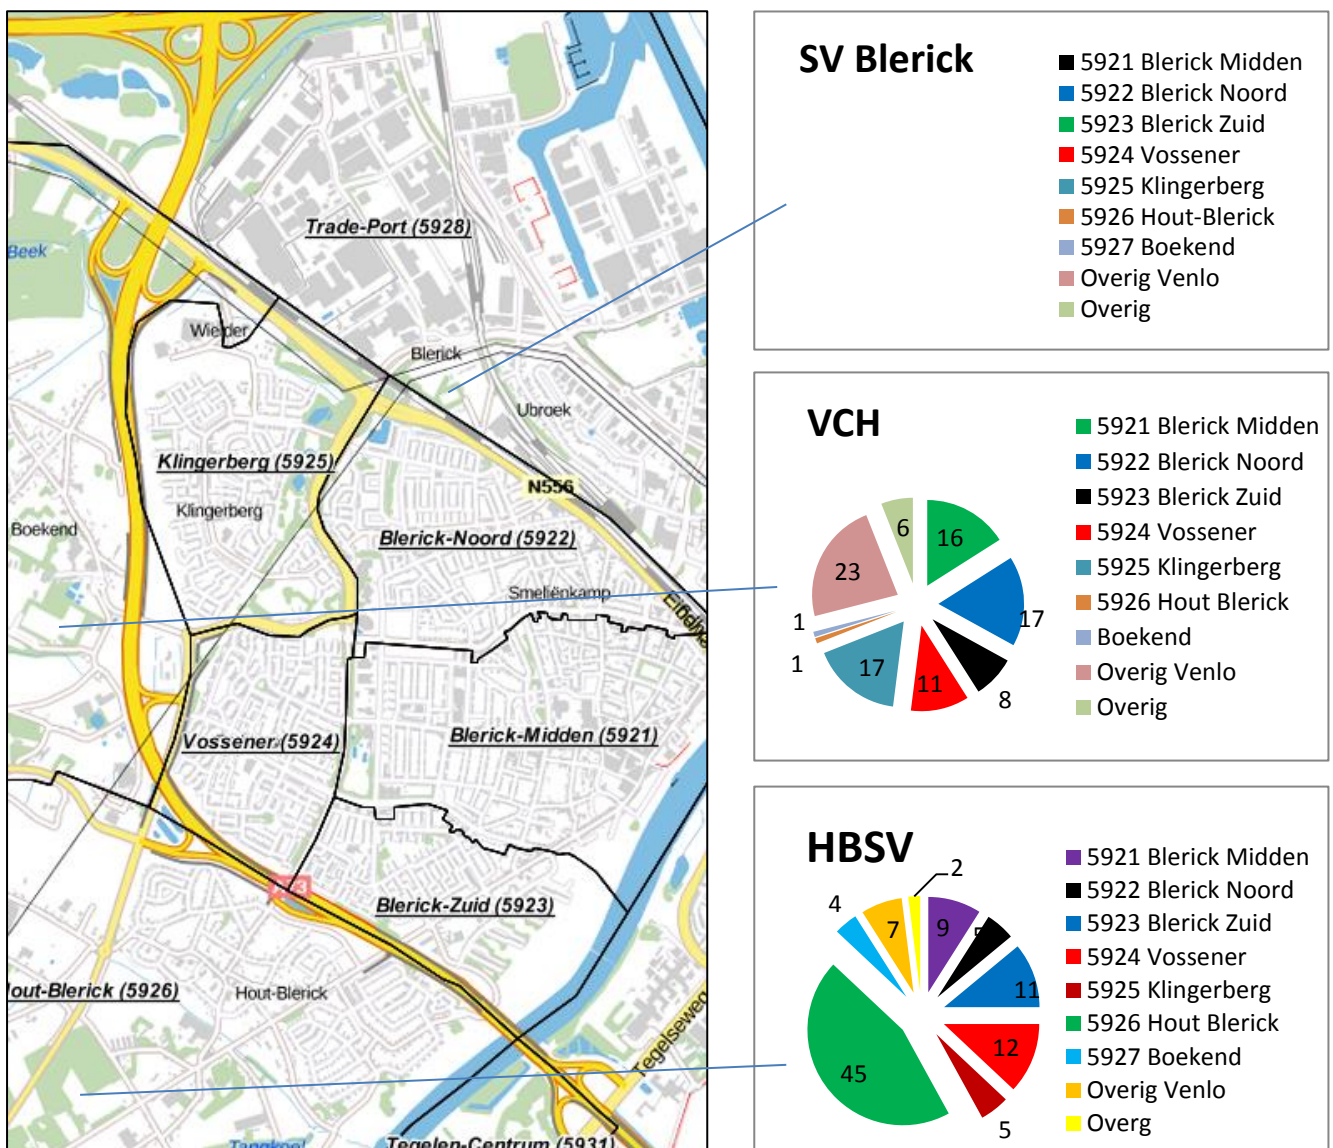 Beek
Trade-Port (5928)
Wielder
Blerick
Ubroek
Klingerberg (5925)
N556
Klingerberg
Boekend
Blerick-Noord (5922)
Smeliënkamp
Vossener (5924)
Blerick-Midden (5921)
Blerick-Zuid (5923)
out-Blerick (5926)
Hout-Blerick
Tegelseweg
Tegelen-Centrum (5931)
SV Blerick
5921 Blerick Midden
5922 Blerick Noord
5923 Blerick Zuid
5924 Vossener
5925 Klingerberg
5926 Hout-Blerick
5927 Boekend
Overig Venlo
Overig
VCH
16
17
8
11
17
1
1
23
6
5921 Blerick Midden
5922 Blerick Noord
5923 Blerick Zuid
5924 Vossener
5925 Klingerberg
5926 Hout Blerick
Boekend
Overig Venlo
Overig
HBSV
9
11
12
5
45
4
7
2
5921 Blerick Midden
5922 Blerick Noord
5923 Blerick Zuid
5924 Vossener
5925 Klingerberg
5926 Hout Blerick
5927 Boekend
Overig Venlo
Overg